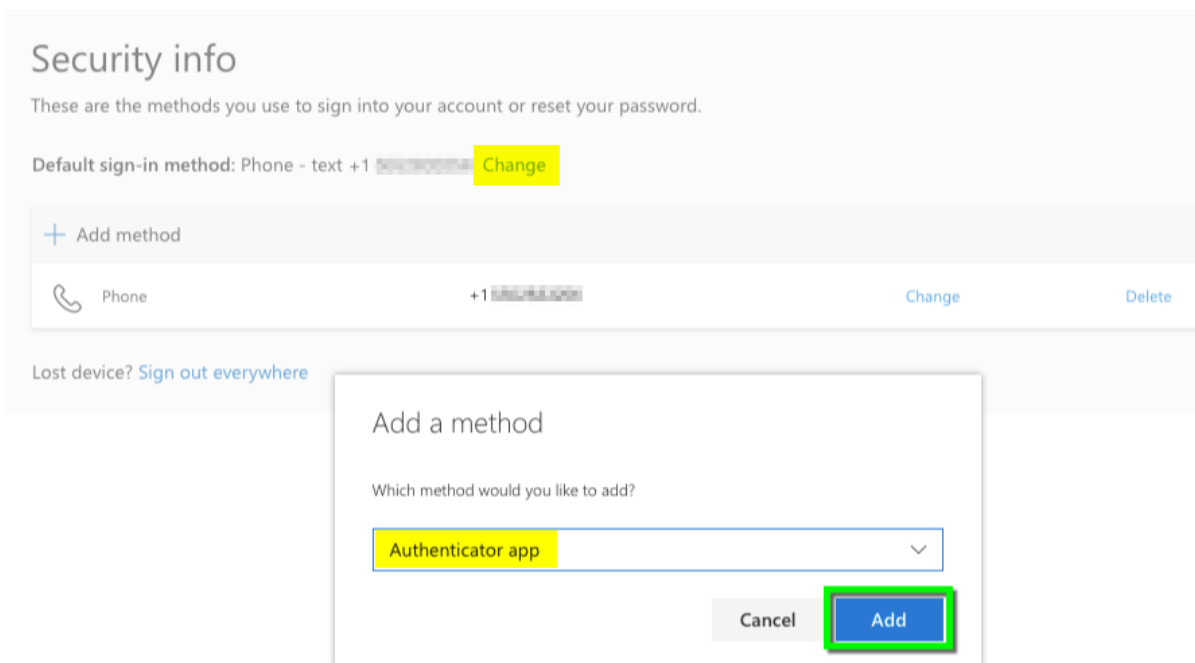 Security info
These are the methods you use to sign into your account or reset your password.
Default sign-in method: Phone - text +1 Change
+ Add method
Phone +1 Change Delete
Lost device? Sign out everywhere
Add a method
Which method would you like to add?
Authenticator app
Cancel Add